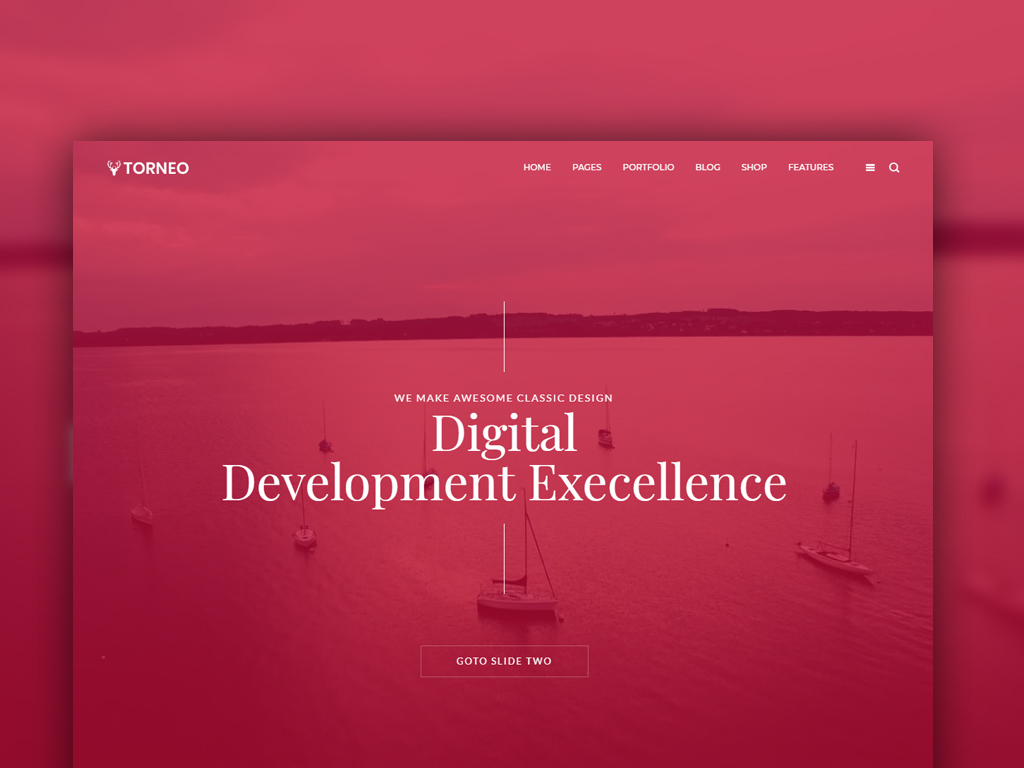 TORNEO
HOME PAGES PORTFOLIO BLOG SHOP FEATURES
WE MAKE AWESOME CLASSIC DESIGN
Digital
Development Execellence
GOTO SLIDE TWO